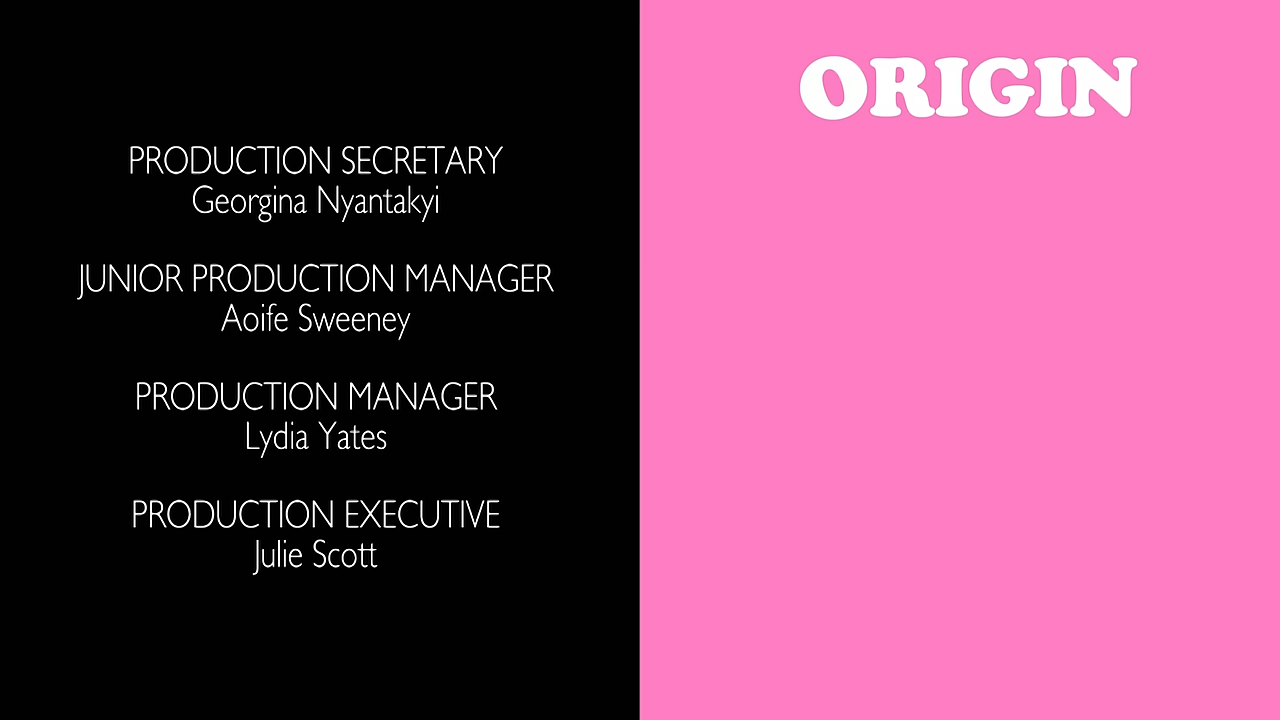 PRODUCTION SECRETARY
Georgina Nyantakyi
JUNIOR PRODUCTION MANAGER
Aoife Sweeney
PRODUCTION MANAGER
Lydia Yates
PRODUCTION EXECUTIVE
Julie Scott
ORIGIN